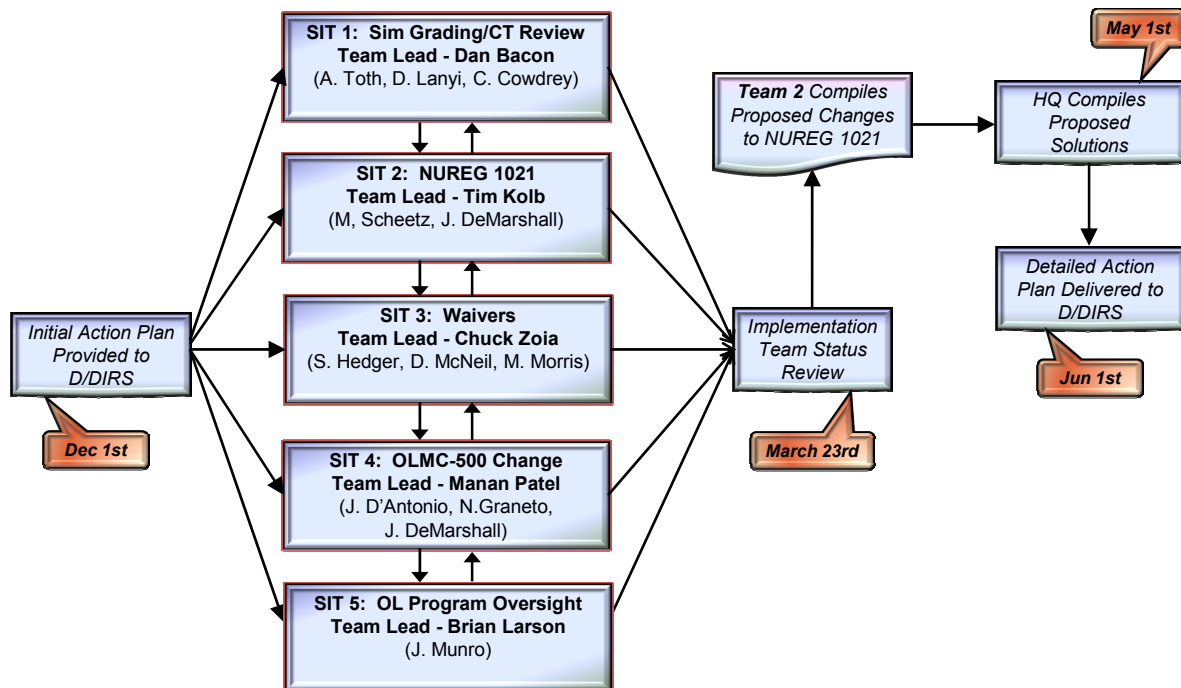 SIT 1: Sim Grading/CT Review
Team Lead - Dan Bacon
(A. Toth, D. Lanyi, C. Cowdrey)
SIT 2: NUREG 1021
Team Lead - Tim Kolb
(M, Scheetz, J. DeMarshall)
SIT 3: Waivers
Team Lead - Chuck Zoia
(S. Hedger, D. McNeil, M. Morris)
SIT 4: OLMC-500 Change
Team Lead - Manan Patel
(J. D'Antonio, N.Graneto,
J. DeMarshall)
SIT 5: OL Program Oversight
Team Lead - Brian Larson
(J. Munro)
Initial Action Plan
Provided to
D/DIRS
Dec 1st
Implementation
Team Status
Review
March 23rd
Team 2 Compiles
Proposed Changes
to NUREG 1021
May 1st
HQ Compiles
Proposed
Solutions
Detailed Action
Plan Delivered to
D/DIRS
Jun 1st